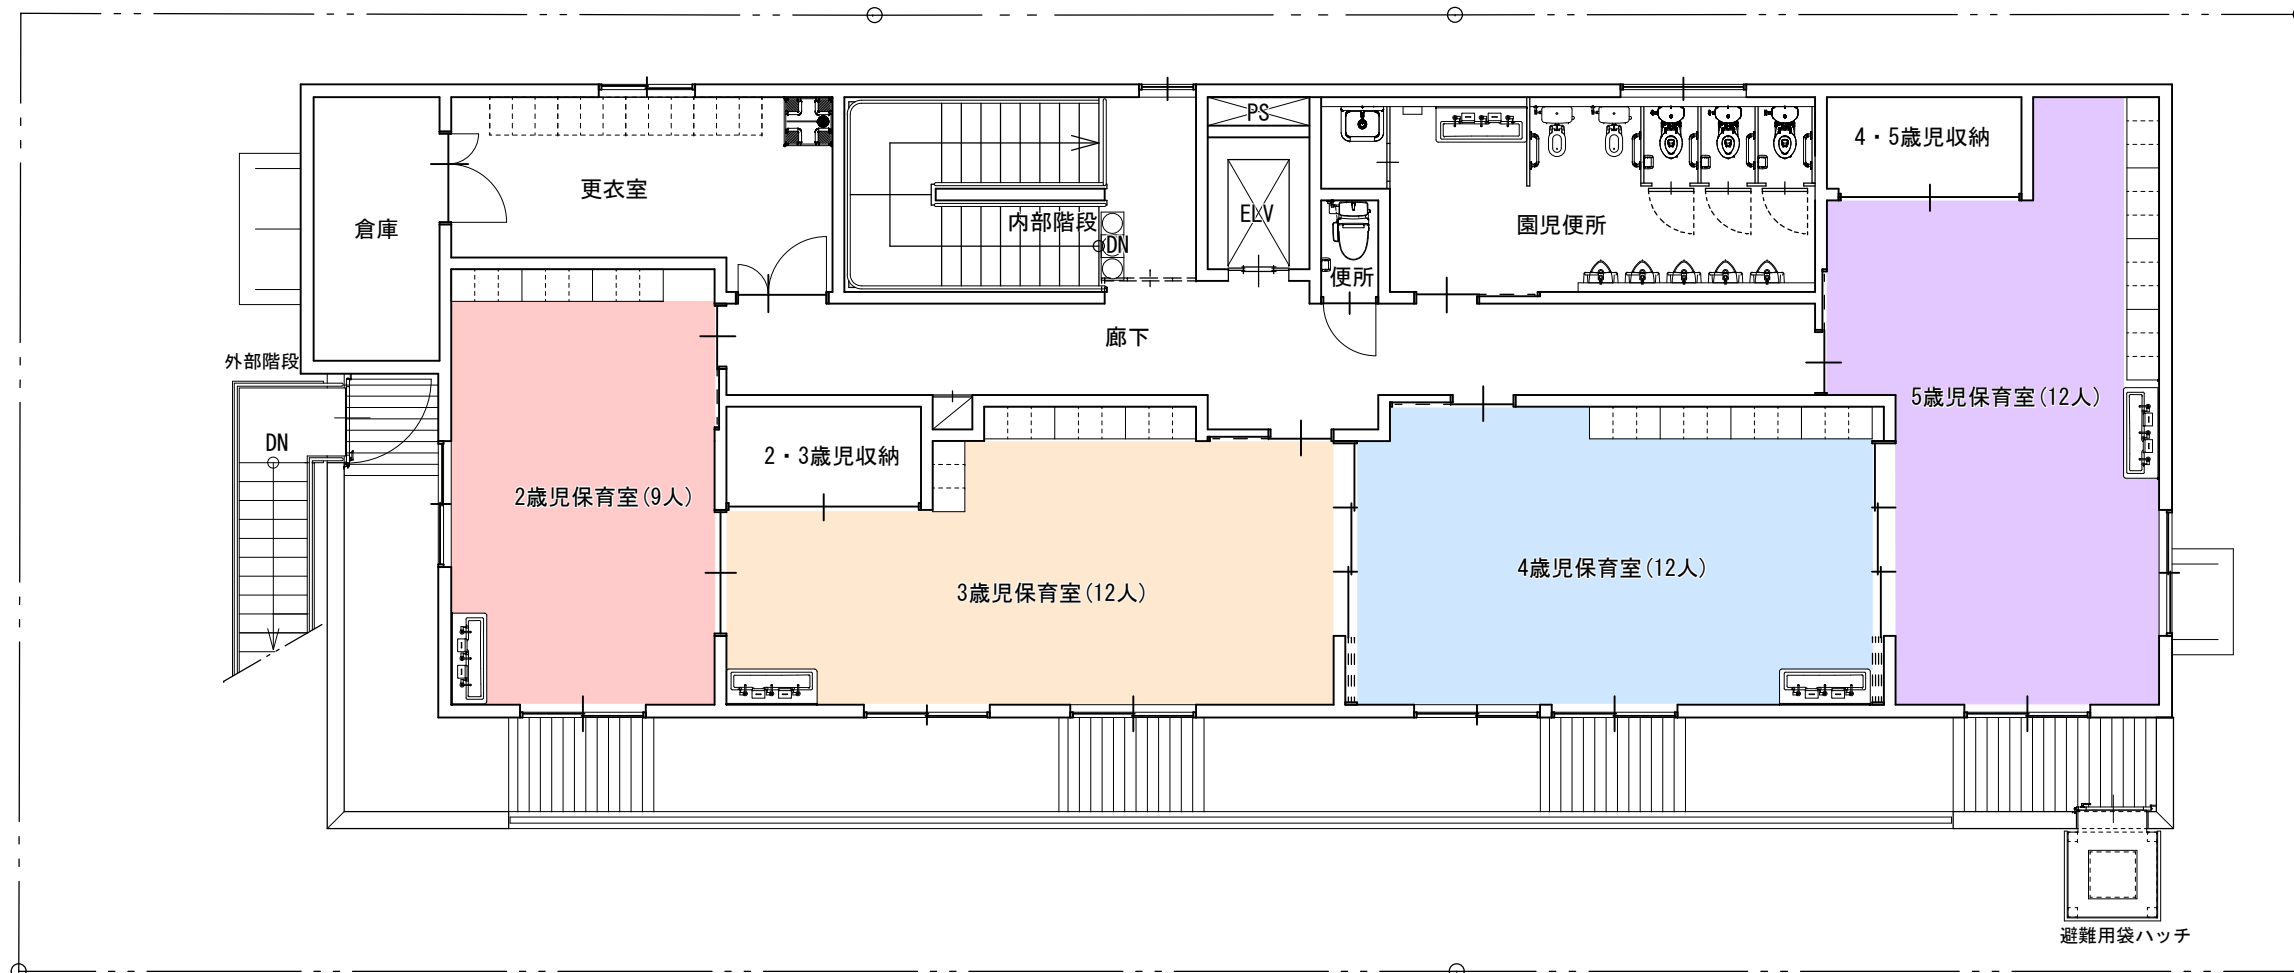 PS
4・5歳児収納
更衣室
倉庫
内部階段
DN
ELV
園児便所
便所
廊下
外部階段
DN
5歳児保育室(12人)
2・3歳児収納
2歳児保育室(9人)
3歳児保育室(12人)
4歳児保育室(12人)
避難用袋ハッチ